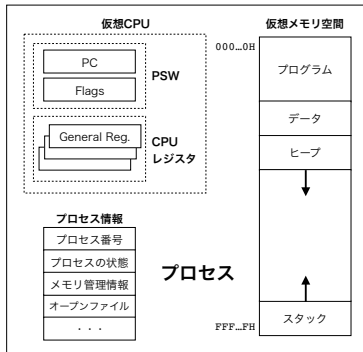 仮想CPU
PC
Flags
PSW
General Reg.
CPU
レジスタ
プロセス情報
プロセス番号
プロセスの状態
メモリ管理情報
オープンファイル
・・・
プロセス
仮想メモリ空間
000…0H
プログラム
データ
ヒープ
スタック
FFF…FH